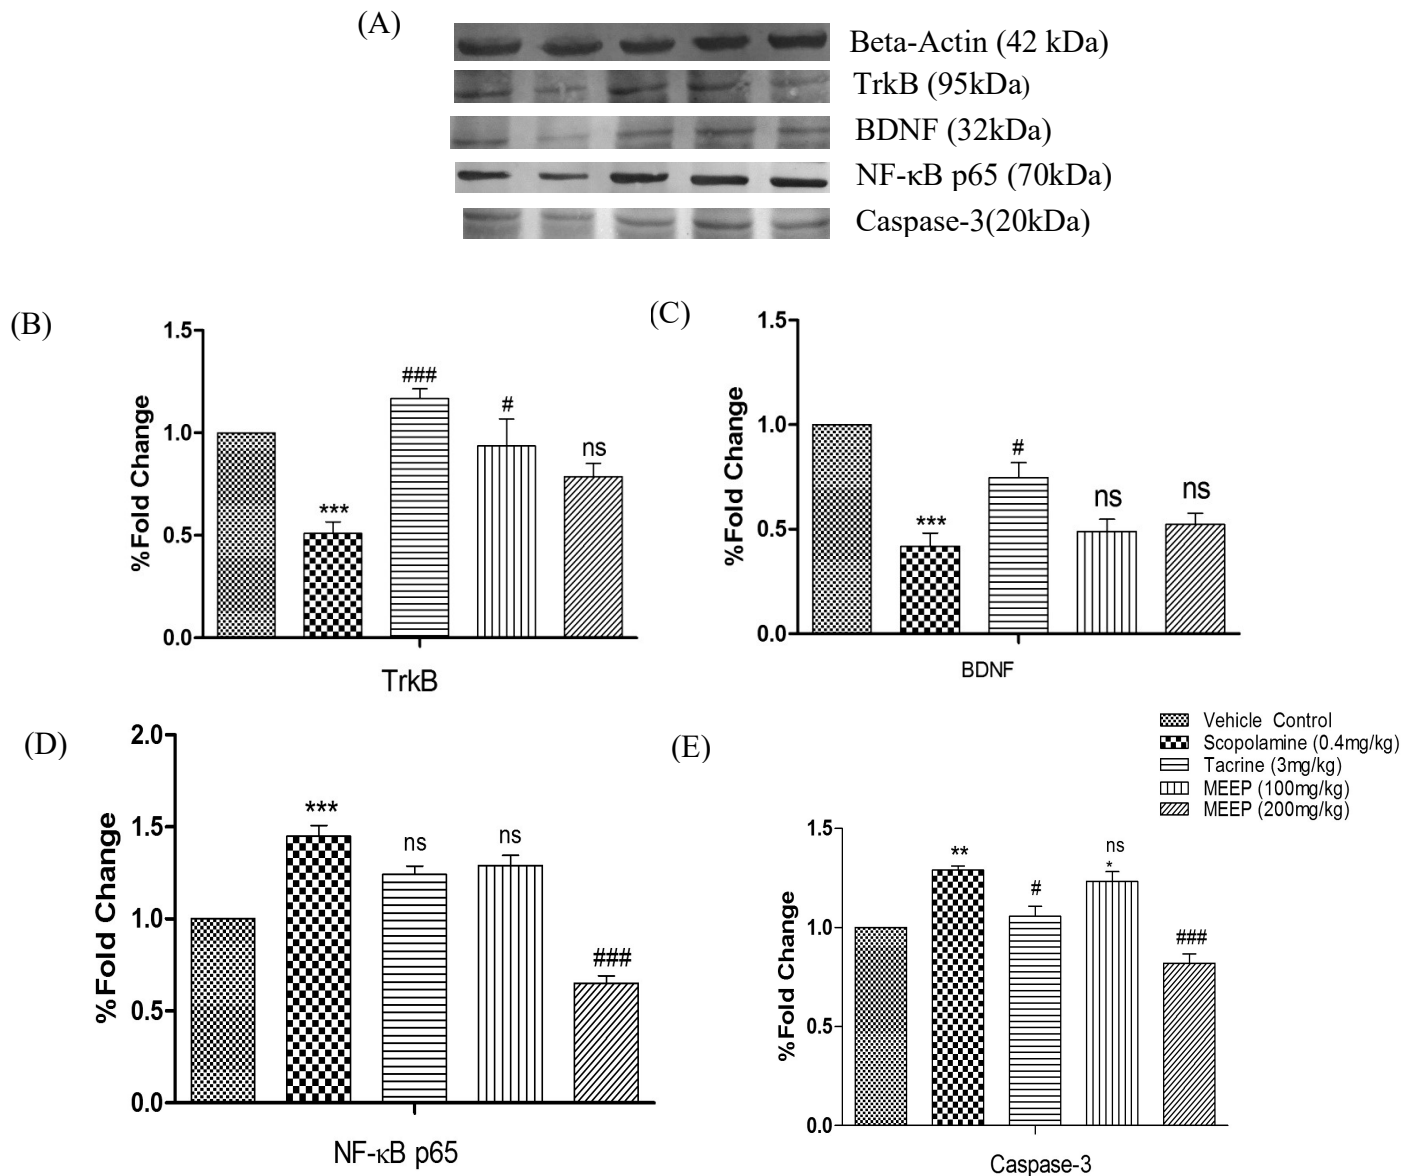 (A)
Beta-Actin (42 kDa)
TrkB (95kDa)
BDNF (32kDa)
NF-κB p65 (70kDa)
Caspase-3(20kDa)
(B)
%Fold Change
1.5
1.0
0.5
0.0
***
###
#
ns
TrkB
(C)
%Fold Change
1.5
1.0
0.5
0.0
***
#
ns
ns
BDNF
(D)
%Fold Change
2.0
1.5
1.0
0.5
0.0
***
ns
ns
###
NF-κB p65
(E)
Vehicle Control
Scopolamine (0.4mg/kg)
Tacrine (3mg/kg)
MEEP (100mg/kg)
MEEP (200mg/kg)
%Fold Change
1.5
1.0
0.5
0.0
**
#
ns
*
###
Caspase-3